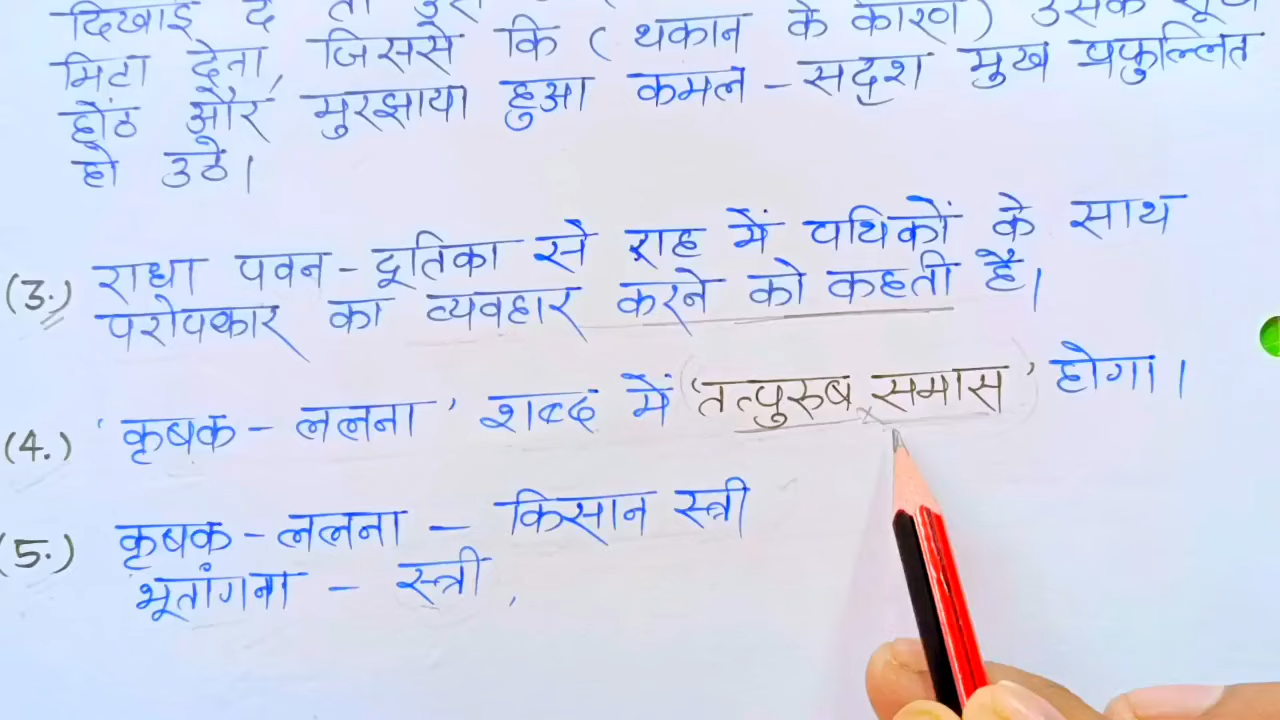 दिखाई दे तो
मिटा देता, जिससे कि (थकान के कारण) उसके
होंठ और मुरझाया हुआ कमल-सदृश मुख प्रफुल्लित
हो उठे।
(3.) राधा पवन-दूतिका से राह में पथिकों के साथ
परोपकार का व्यवहार करने को कहती है।
(4.) 'कृषक-ललना' शब्द में 'तत्पुरुष समास' होगा।
(5.) कृषक-ललना – किसान स्त्री
भूतांगना – स्त्री,